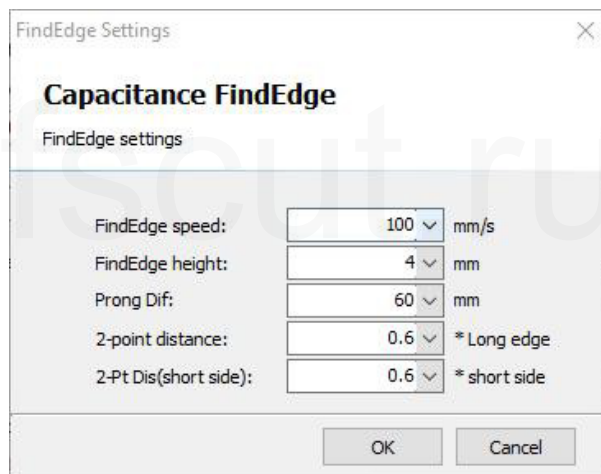 FindEdge Settings
Capacitance FindEdge
FindEdge settings
fscut.ru
FindEdge speed: 100 mm/s
FindEdge height: 4 mm
Prong Dif: 60 mm
2-point distance: 0.6 * Long edge
2-Pt Dis(short side): 0.6 * short side
OK Cancel